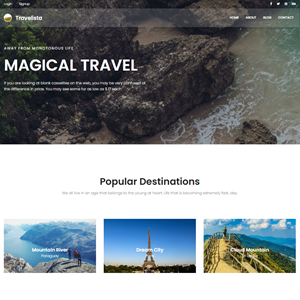 Login Signup
Travelista
HOME ABOUT BLOG CONTACT
AWAY FROM MONOTONOUS LIFE
MAGICAL TRAVEL
If you are looking at blank cassettes on the web, you may be very confused at
the difference in price. You may see some for as low as $.17 each.
Popular Destinations
We all live in an age that belongs to the young at heart. Life that is becoming extremely fast, day.
Mountain River
Paraguay
Dream City
Paris
Cloud Mountain